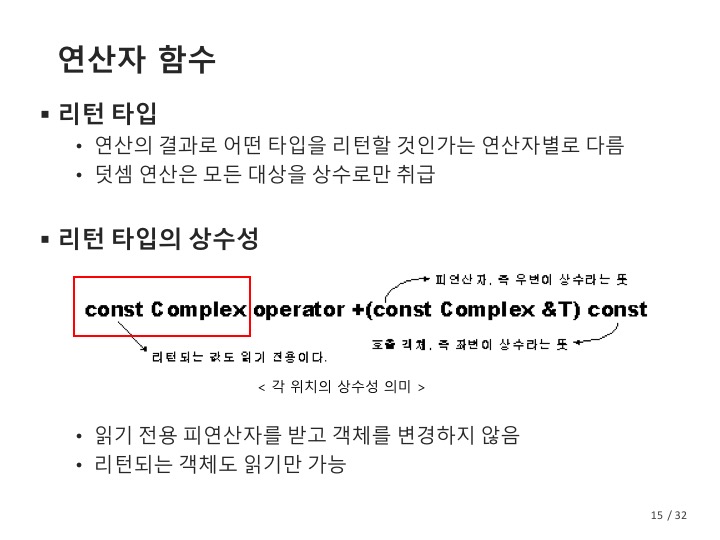 연산자 함수
▪ 리턴 타입
• 연산의 결과로 어떤 타입을 리턴할 것인가는 연산자별로 다름
• 덧셈 연산은 모든 대상을 상수로만 취급
▪ 리턴 타입의 상수성
피연산자, 즉 우변이 상수라는 뜻
const Complex operator +(const Complex &T) const
호출 객체, 즉 좌변이 상수라는 뜻
리턴되는 값도 읽기 전용이다.
< 각 위치의 상수성 의미 >
• 읽기 전용 피연산자를 받고 객체를 변경하지 않음
• 리턴되는 객체도 읽기만 가능
15 / 32